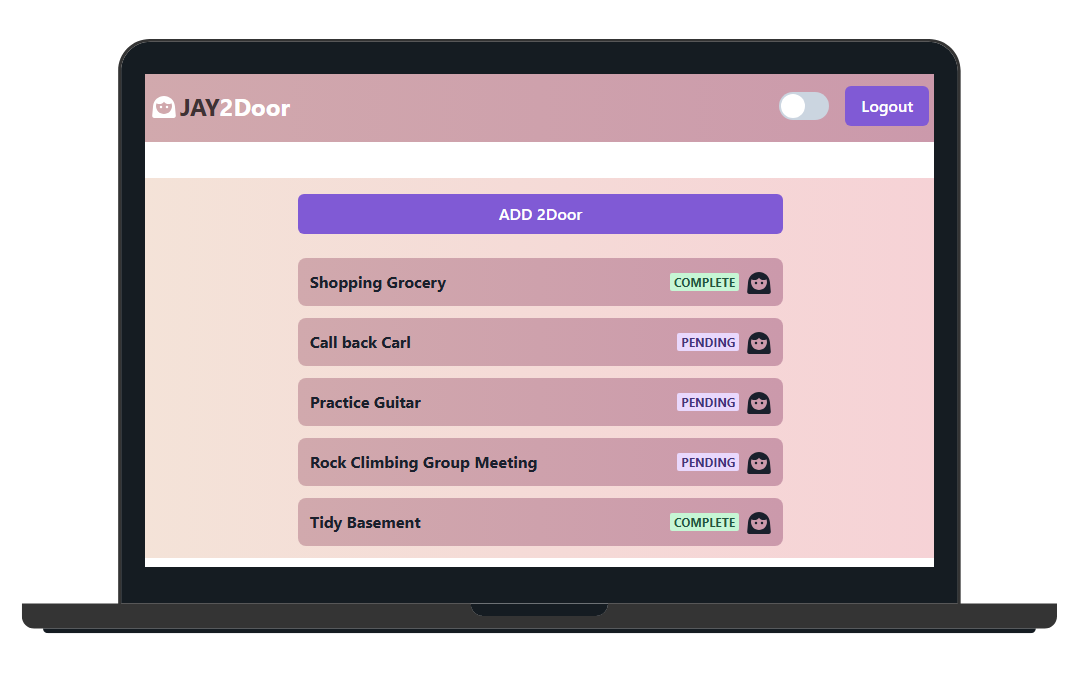 JAY2Door
Logout
ADD 2Door
Shopping Grocery COMPLETE
Call back Carl PENDING
Practice Guitar PENDING
Rock Climbing Group Meeting PENDING
Tidy Basement COMPLETE